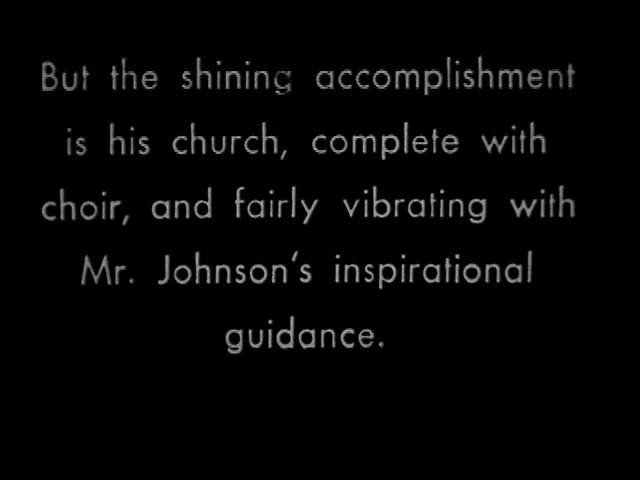 But the shining accomplishment
is his church, complete with
choir, and fairly vibrating with
Mr. Johnson's inspirational
guidance.